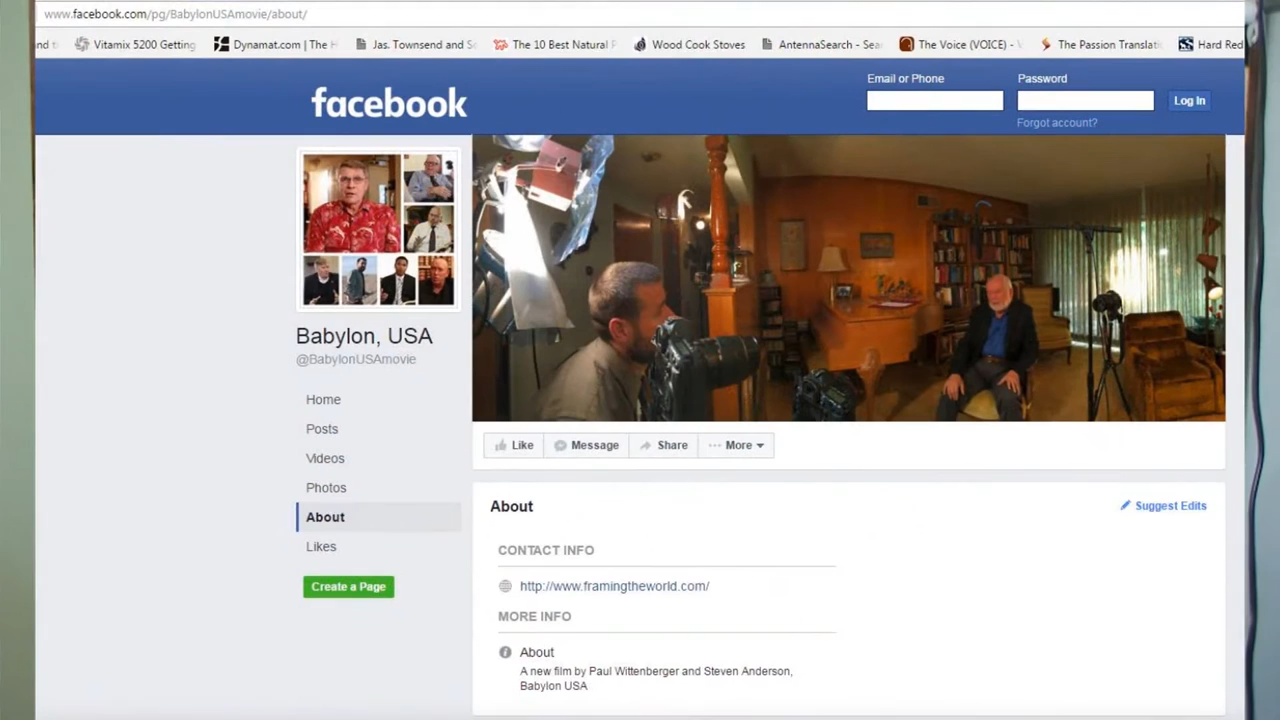 www.facebook.com/pg/BabylonUSAmovie/about/
and t Vitamix 5200 Getting Dynamat.com | The H Jas. Townsend and So The 10 Best Natural P Wood Cook Stoves AntennaSearch - Sea The Voice (VOICE) - The Passion Translati Hard Red
facebook
Email or Phone
Password
Log In
Forgot account?
Babylon, USA
@BabylonUSAmovie
Home
Posts
Videos
Photos
About
Likes
Create a Page
Like Message Share More
About
Suggest Edits
CONTACT INFO
http://www.framingtheworld.com/
MORE INFO
About
A new film by Paul Wittenberger and Steven Anderson,
Babylon USA